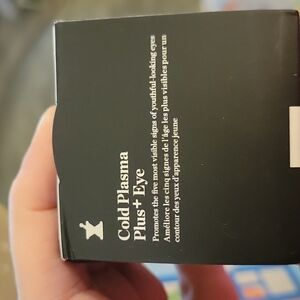 Cold Plasma
Plus+ Eye
Promotes the five most visible signs of youthful-looking eyes
Améliore les cinq signes de l'âge les plus visibles pour un
contour des yeux d'apparence jeune